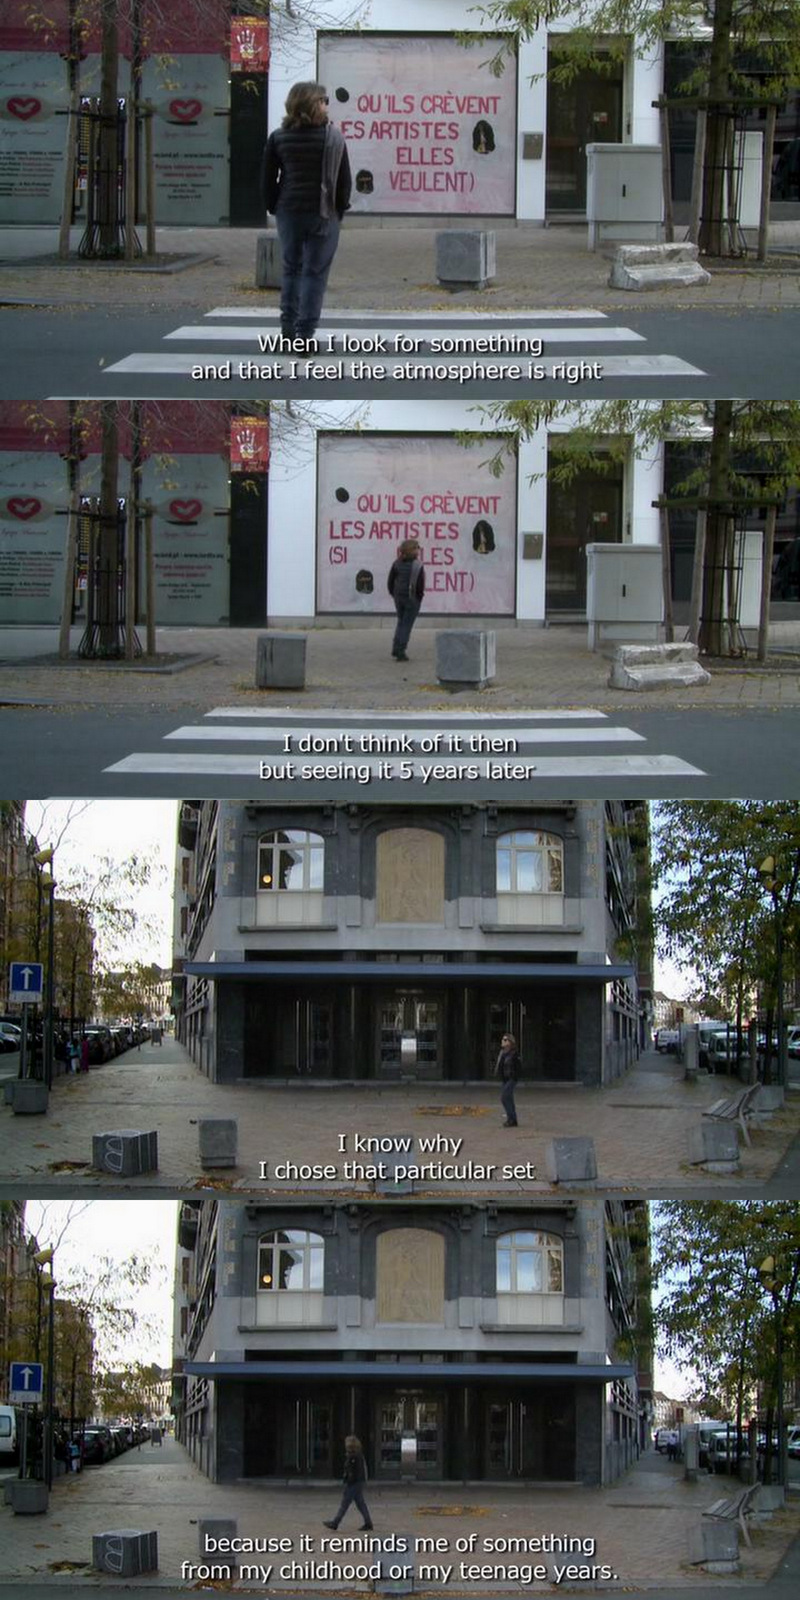 QU'ILS CRÈVENT
ES ARTISTES
ELLES
VEULENT)
When I look for something
and that I feel the atmosphere is right
QU'ILS CRÈVENT
LES ARTISTES
(SI LES
LENT)
I don't think of it then
but seeing it 5 years later
I know why
I chose that particular set
because it reminds me of something
from my childhood or my teenage years.